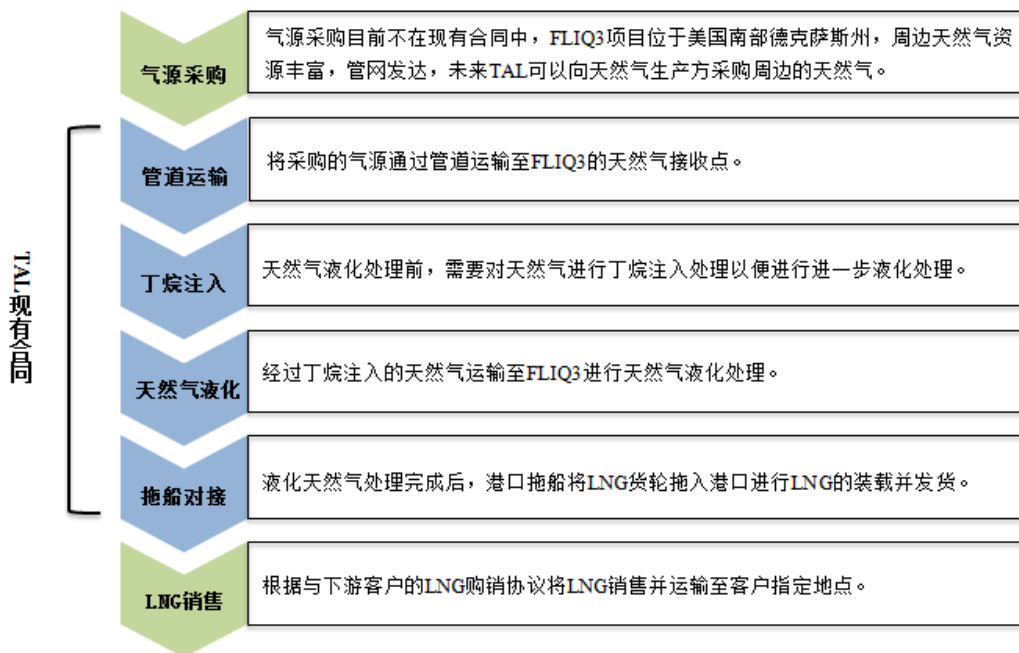 气源采购
气源采购目前不在现有合同中，FLIQ3项目位于美国南部德克萨斯州，周边天然气资
源丰富，管网发达，未来TAL可以向天然气生产方采购周边的天然气。
TAL现有合同
管道运输
将采购的气源通过管道运输至FLIQ3的天然气接收点。
丁烷注入
天然气液化处理前，需要对天然气进行丁烷注入处理以便进行进一步液化处理。
天然气液化
经过丁烷注入的天然气运输至FLIQ3进行天然气液化处理。
拖船对接
液化天然气处理完成后，港口拖船将LNG货轮拖入港口进行LNG的装载并发货。
LNG销售
根据与下游客户的LNG购销协议将LNG销售并运输至客户指定地点。